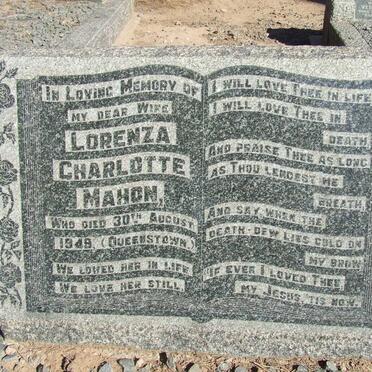 In Loving Memory of
my dear Wife
Lorenza
Charlotte
Mahon,
Who died 30th August
1949 (Queenstown)
We loved her in life
We love her still.
I will love Thee in life
I will love Thee in
death
And praise Thee as long
as Thou lendest me
breath,
And say when the
death-dew lies cold on
my brow
"If ever I loved Thee
my Jesus, 'tis now.